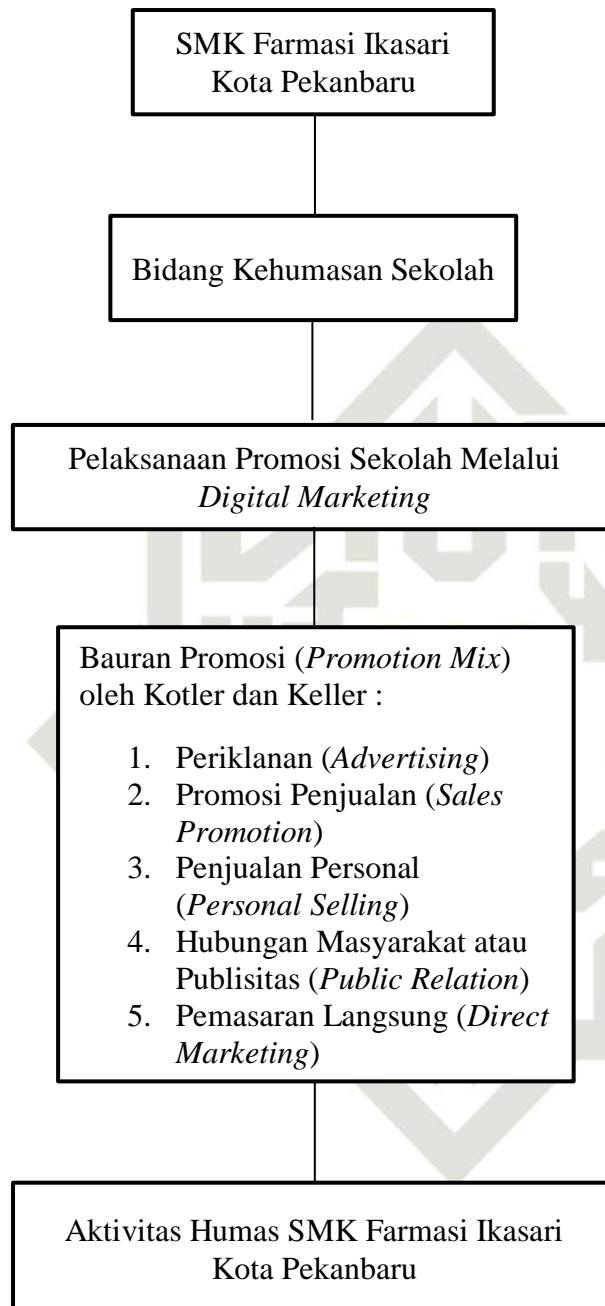 SMK Farmasi Ikasari
Kota Pekanbaru
Bidang Kehumasan Sekolah
Pelaksanaan Promosi Sekolah Melalui
Digital Marketing
Bauran Promosi (Promotion Mix)
oleh Kotler dan Keller :
1. Periklanan (Advertising)
2. Promosi Penjualan (Sales
Promotion)
3. Penjualan Personal
(Personal Selling)
4. Hubungan Masyarakat atau
Publisitas (Public Relation)
5. Pemasaran Langsung (Direct
Marketing)
Aktivitas Humas SMK Farmasi Ikasari
Kota Pekanbaru